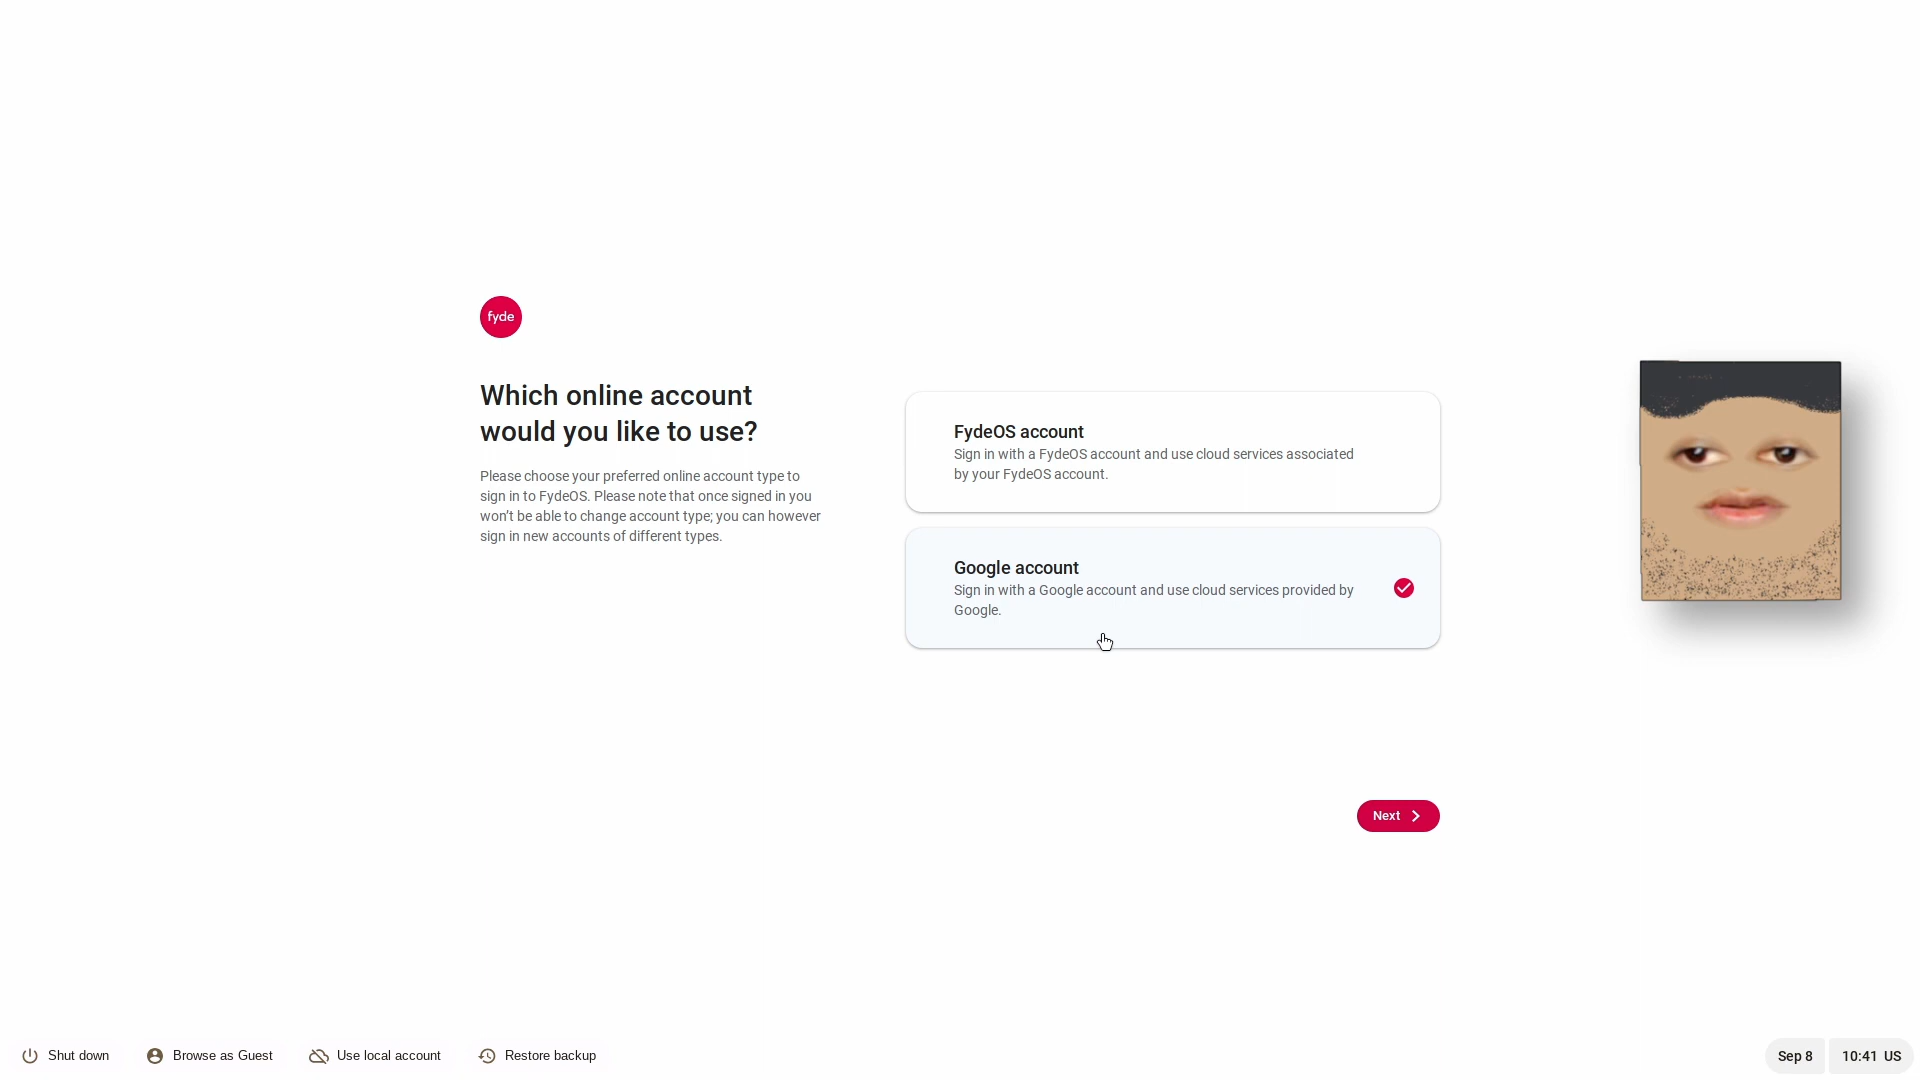 fyde
Which online account
would you like to use?
Please choose your preferred online account type to
sign in to FydeOS. Please note that once signed in you
won't be able to change account type; you can however
sign in new accounts of different types.
FydeOS account
Sign in with a FydeOS account and use cloud services associated
by your FydeOS account.
Google account
Sign in with a Google account and use cloud services provided by
Google.
Next
Shut down
Browse as Guest
Use local account
Restore backup
Sep 8
10:41 US